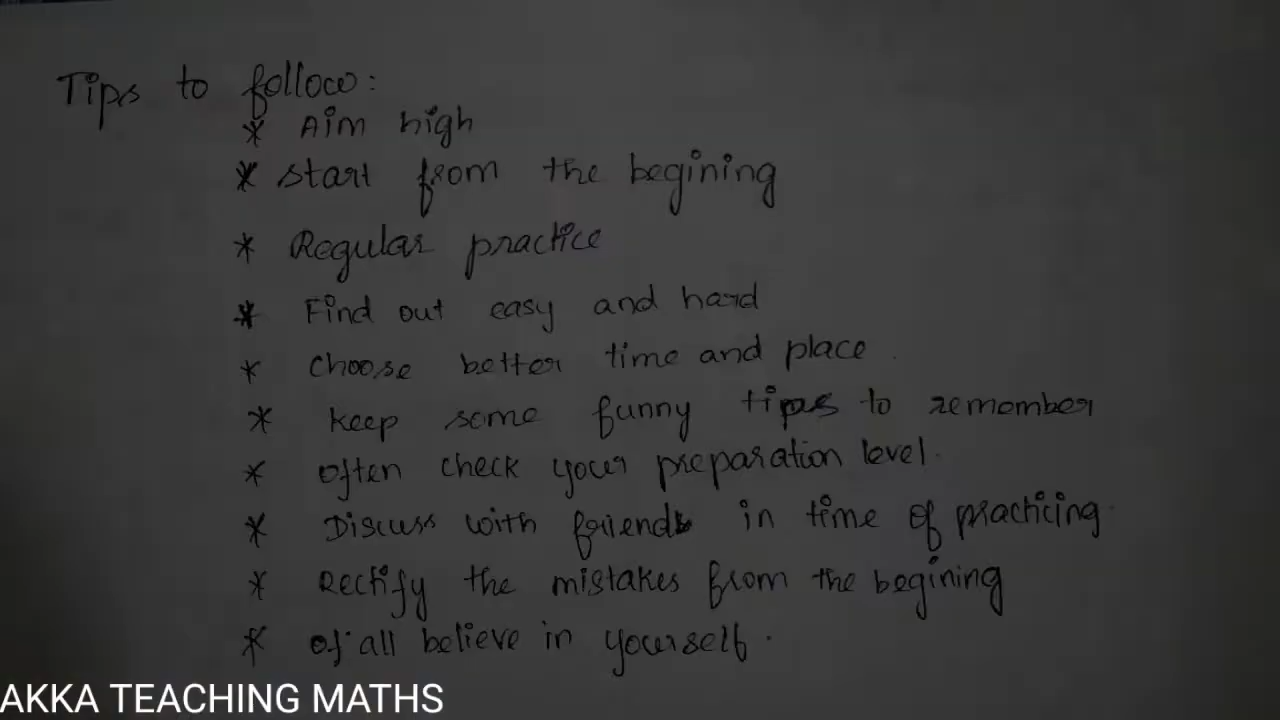 Tips to follow:
* Aim high
* Start from the begining
* Regular practice
* Find out easy and hard
* Choose better time and place.
* Keep some funny tips to remember
* Often check your preparation level.
* Discuss with friends in time of practicing.
* Rectify the mistakes from the begining
* Of all believe in yourself.
AKKA TEACHING MATHS